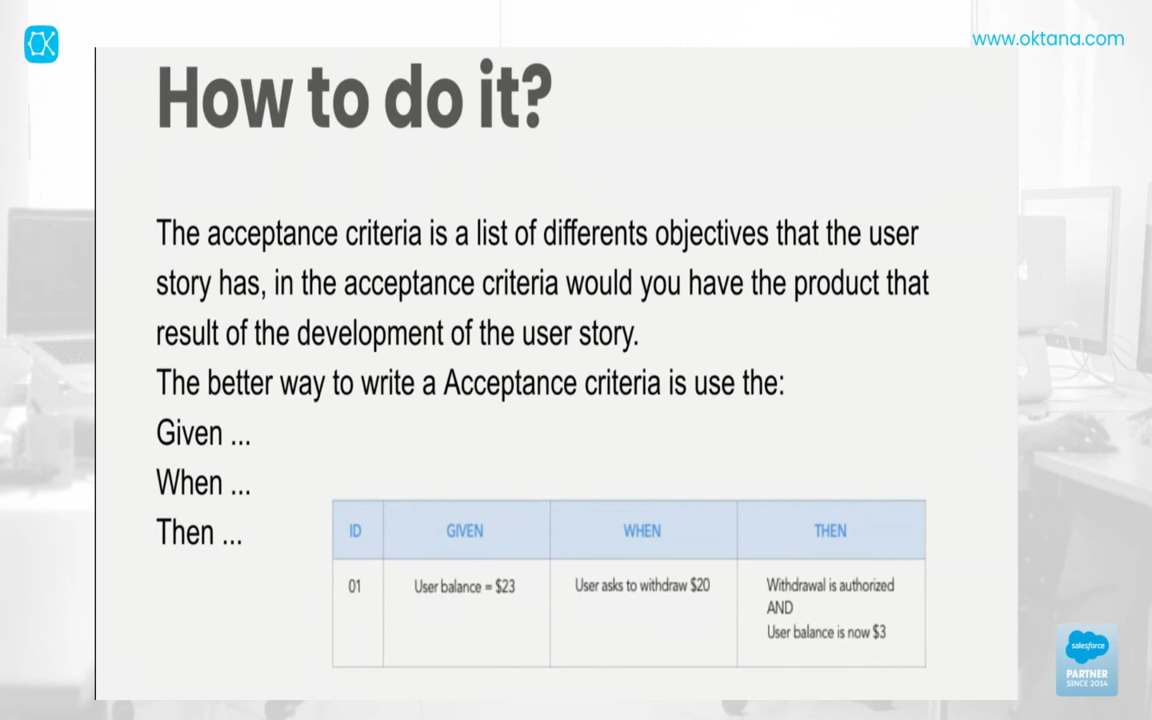 www.oktana.com
How to do it?
The acceptance criteria is a list of differents objectives that the user
story has, in the acceptance criteria would you have the product that
result of the development of the user story.
The better way to write a Acceptance criteria is use the:
Given ...
When ...
Then ...
ID GIVEN WHEN THEN
01 User balance = $23 User asks to withdraw $20 Withdrawal is authorized
AND
User balance is now $3
salesforce
PARTNER
SINCE 2014